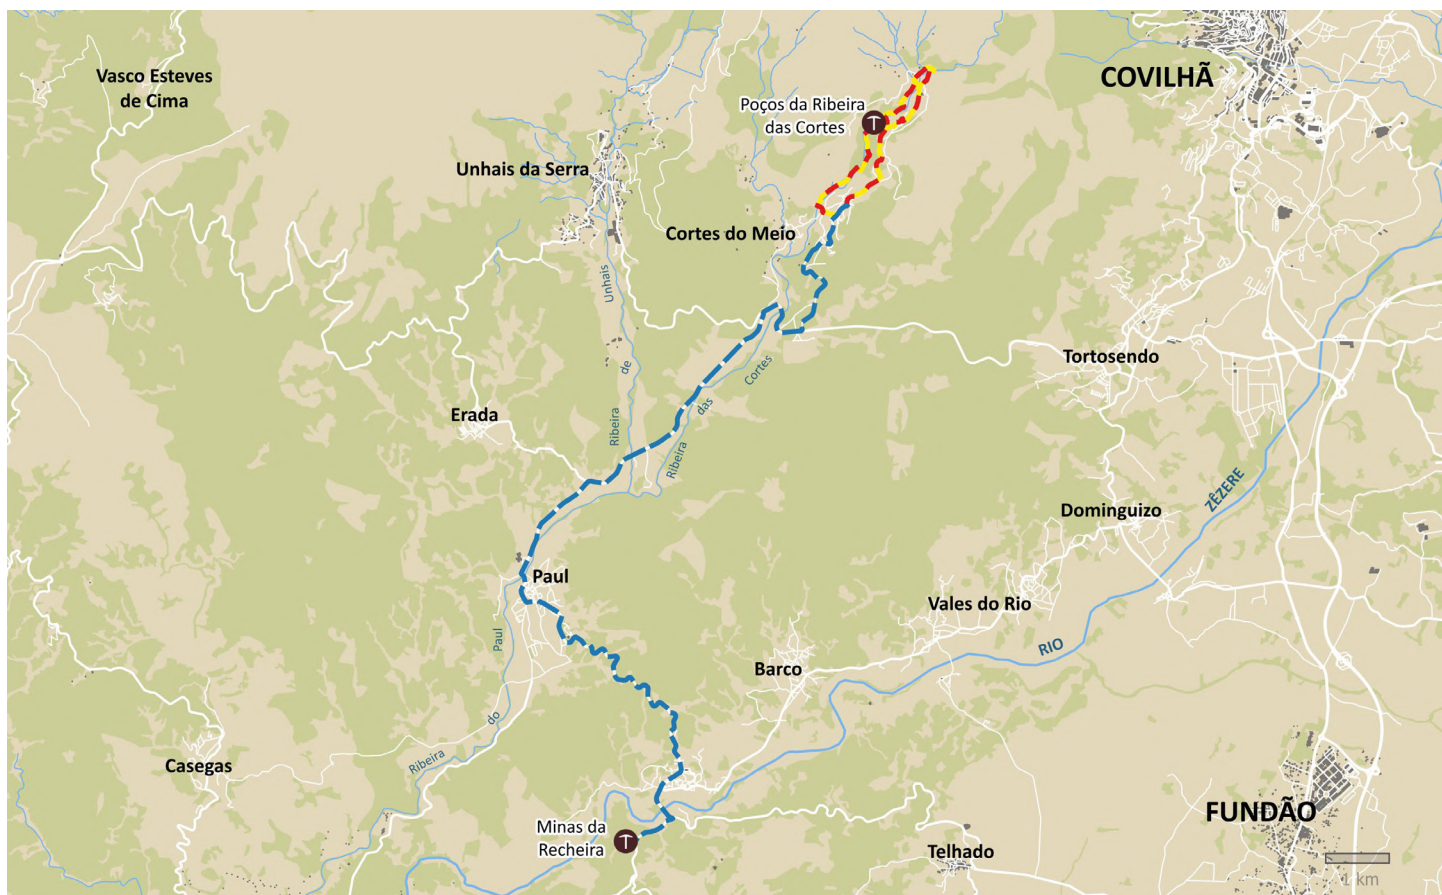 Vasco Esteves
de Cima
COVILHÃ
Poços da Ribeira
das Cortes
Unhais da Serra
Cortes do Meio
Unhais
de
Ribeira
Cortes
das
Ribeira
Tortosendo
Erada
ZÊZERE
RIO
Dominguizo
Paul
Vales do Rio
Paul
do
Ribeira
Barco
Casegas
Minas da
Recheira
FUNDÃO
Telhado
1 km